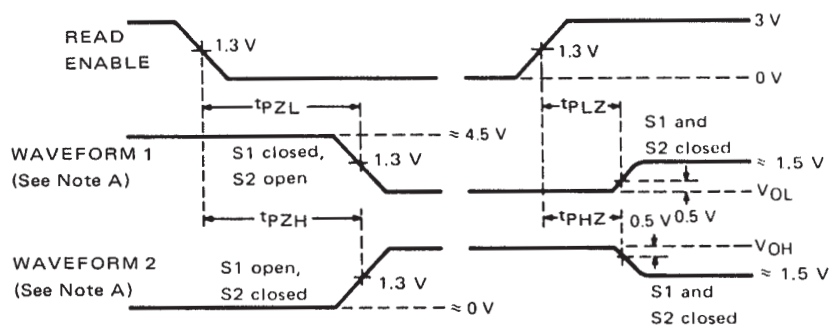 READ
ENABLE
1.3 V
1.3 V
3 V
0 V
tPZL
tPLZ
WAVEFORM 1
(See Note A)
S1 closed,
S2 open
≈ 4.5 V
1.3 V
S1 and
S2 closed
≈ 1.5 V
VOL
0.5 V
tPZH
tPHZ
0.5 V
WAVEFORM 2
(See Note A)
S1 open,
S2 closed
1.3 V
≈ 0 V
VOH
≈ 1.5 V
S1 and
S2 closed